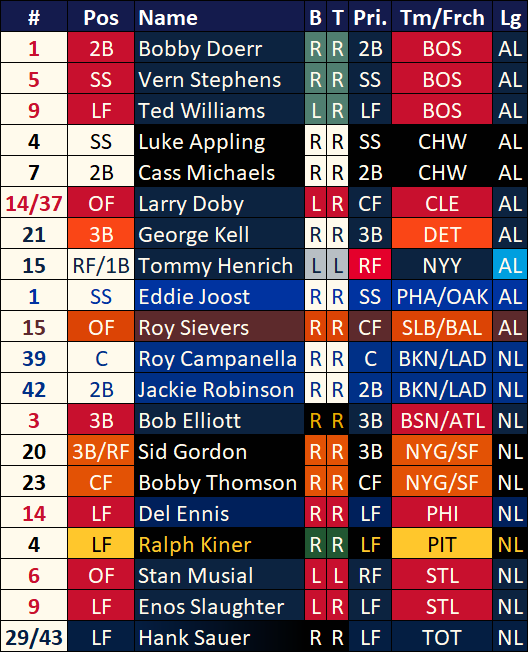 # Pos Name B T Pri. Tm/Frch Lg
1 2B Bobby Doerr R R 2B BOS AL
5 SS Vern Stephens R R SS BOS AL
9 LF Ted Williams L R LF BOS AL
4 SS Luke Appling R R SS CHW AL
7 2B Cass Michaels R R 2B CHW AL
14/37 OF Larry Doby L R CF CLE AL
21 3B George Kell R R 3B DET AL
15 RF/1B Tommy Henrich L L RF NYY AL
1 SS Eddie Joost R R SS PHA/OAK AL
15 OF Roy Sievers R R CF SLB/BAL AL
39 C Roy Campanella R R C BKN/LAD NL
42 2B Jackie Robinson R R 2B BKN/LAD NL
3 3B Bob Elliott R R 3B BSN/ATL NL
20 3B/RF Sid Gordon R R 3B NYG/SF NL
23 CF Bobby Thomson R R CF NYG/SF NL
14 LF Del Ennis R R LF PHI NL
4 LF Ralph Kiner R R LF PIT NL
6 OF Stan Musial L L RF STL NL
9 LF Enos Slaughter L R LF STL NL
29/43 LF Hank Sauer R R LF TOT NL